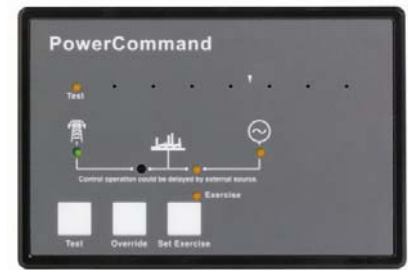 PowerCommand
Test
Control operation could be delayed by external source.
Exercise
Test Override Set Exercise